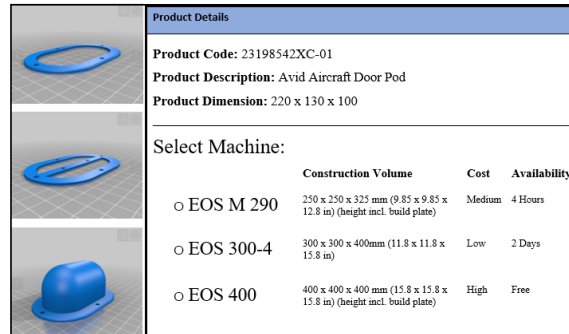 Product Details
Product Code: 23198542XC-01
Product Description: Avid Aircraft Door Pod
Product Dimension: 220 x 130 x 100
Select Machine:
Construction Volume Cost Availability
EOS M 290 250 x 250 x 325 mm (9.85 x 9.85 x Medium 4 Hours
12.8 in) (height incl. build plate)
EOS 300-4 300 x 300 x 400mm (11.8 x 11.8 x Low 2 Days
15.8 in)
EOS 400 400 x 400 x 400 mm (15.8 x 15.8 x High Free
15.8 in) (height incl. build plate)